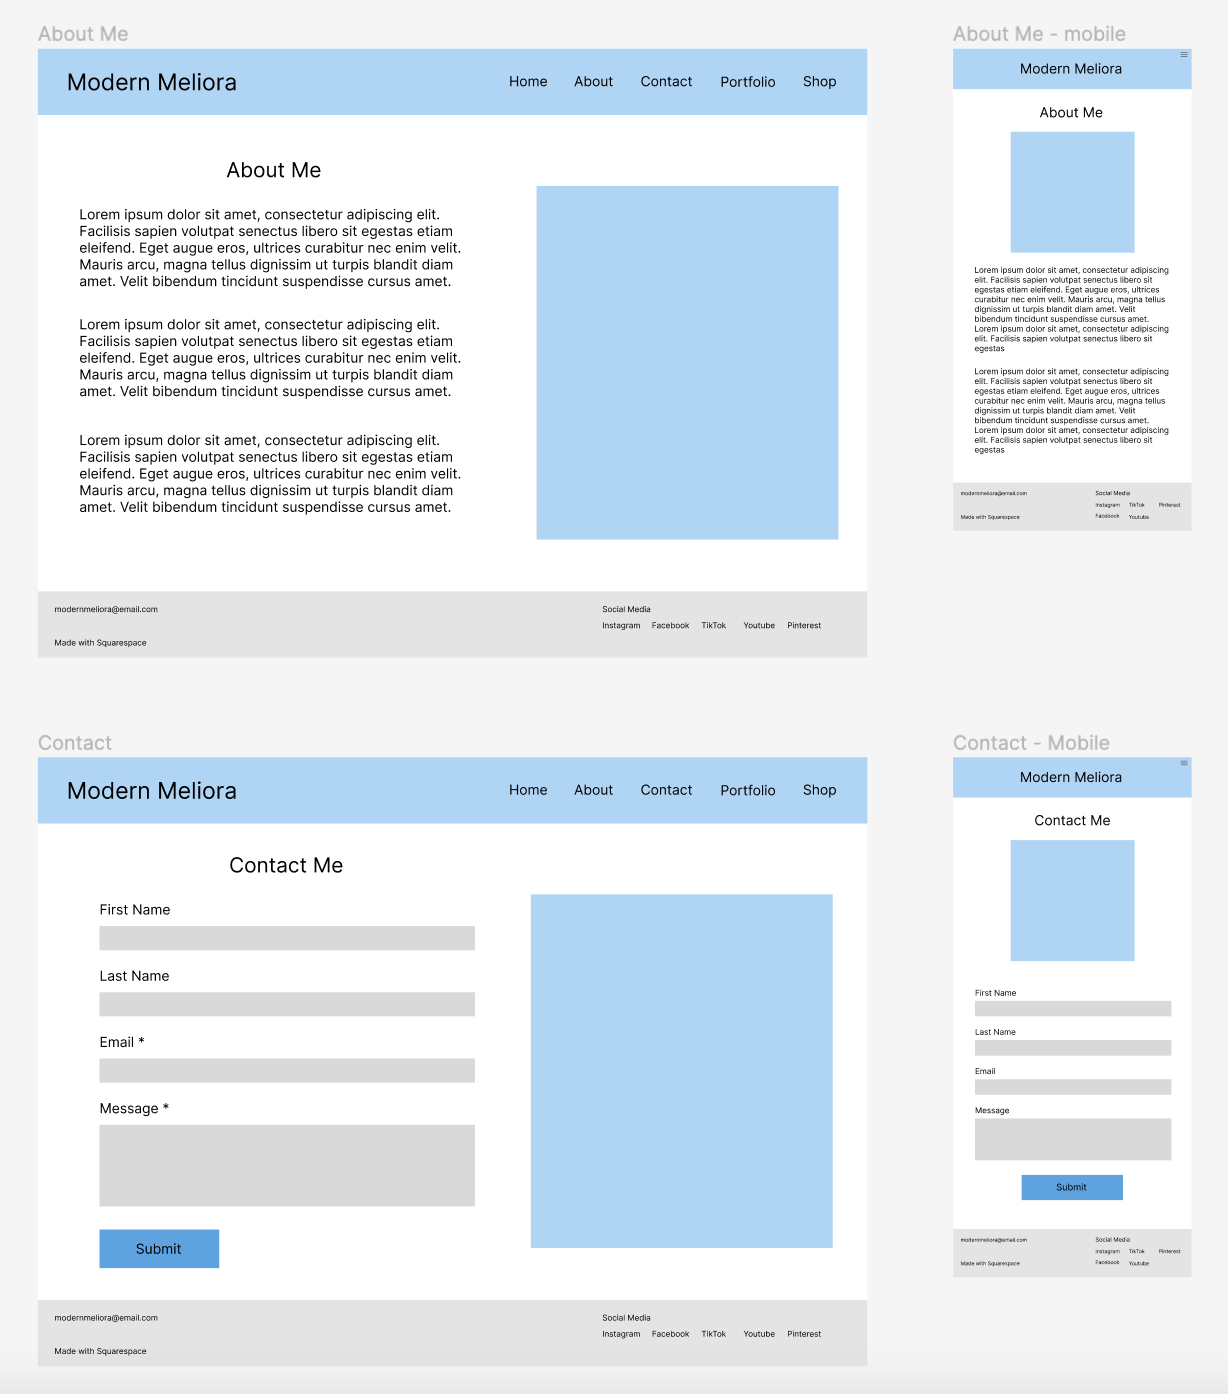 About Me
Modern Meliora
Home About Contact Portfolio Shop
About Me
Lorem ipsum dolor sit amet, consectetur adipiscing elit.
Facilisis sapien volutpat senectus libero sit egestas etiam
eleifend. Eget augue eros, ultrices curabitur nec enim velit.
Mauris arcu, magna tellus dignissim ut turpis blandit diam
amet. Velit bibendum tincidunt suspendisse cursus amet.
Lorem ipsum dolor sit amet, consectetur adipiscing elit.
Facilisis sapien volutpat senectus libero sit egestas etiam
eleifend. Eget augue eros, ultrices curabitur nec enim velit.
Mauris arcu, magna tellus dignissim ut turpis blandit diam
amet. Velit bibendum tincidunt suspendisse cursus amet.
Lorem ipsum dolor sit amet, consectetur adipiscing elit.
Facilisis sapien volutpat senectus libero sit egestas etiam
eleifend. Eget augue eros, ultrices curabitur nec enim velit.
Mauris arcu, magna tellus dignissim ut turpis blandit diam
amet. Velit bibendum tincidunt suspendisse cursus amet.
modernmeliora@email.com
Made with Squarespace
Social Media
Instagram Facebook TikTok Youtube Pinterest
About Me - mobile
Modern Meliora
About Me
Lorem ipsum dolor sit amet, consectetur adipiscing
elit. Facilisis sapien volutpat senectus libero sit
egestas etiam eleifend. Eget augue eros, ultrices
curabitur nec enim velit. Mauris arcu, magna tellus
dignissim ut turpis blandit diam amet. Velit
bibendum tincidunt suspendisse cursus amet.
Lorem ipsum dolor sit amet, consectetur adipiscing
elit. Facilisis sapien volutpat senectus libero sit
egestas
Lorem ipsum dolor sit amet, consectetur adipiscing
elit. Facilisis sapien volutpat senectus libero sit
egestas etiam eleifend. Eget augue eros, ultrices
curabitur nec enim velit. Mauris arcu, magna tellus
dignissim ut turpis blandit diam amet. Velit
bibendum tincidunt suspendisse cursus amet.
Lorem ipsum dolor sit amet, consectetur adipiscing
elit. Facilisis sapien volutpat senectus libero sit
egestas
modernmeliora@email.com
Made with Squarespace
Social Media
Instagram TikTok Pinterest
Facebook Youtube
Contact
Modern Meliora
Home About Contact Portfolio Shop
Contact Me
First Name
Last Name
Email *
Message *
Submit
modernmeliora@email.com
Made with Squarespace
Social Media
Instagram Facebook TikTok Youtube Pinterest
Contact - Mobile
Modern Meliora
Contact Me
First Name
Last Name
Email
Message
Submit
modernmeliora@email.com
Made with Squarespace
Social Media
Instagram TikTok Pinterest
Facebook Youtube